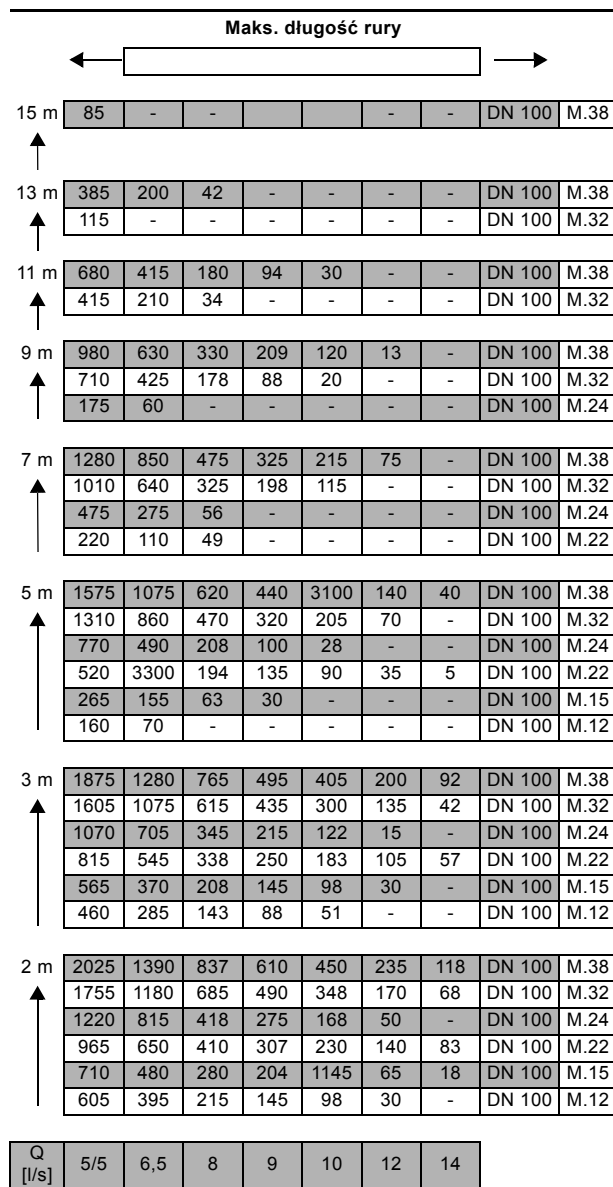 Maks. długość rury
15 m 85 - - - - DN 100 M.38
13 m 385 200 42 - - - - DN 100 M.38
115 - - - - - - DN 100 M.32
11 m 680 415 180 94 30 - - DN 100 M.38
415 210 34 - - - - DN 100 M.32
9 m 980 630 330 209 120 13 - DN 100 M.38
710 425 178 88 20 - - DN 100 M.32
175 60 - - - - - DN 100 M.24
7 m 1280 850 475 325 215 75 - DN 100 M.38
1010 640 325 198 115 - - DN 100 M.32
475 275 56 - - - - DN 100 M.24
220 110 49 - - - - DN 100 M.22
5 m 1575 1075 620 440 3100 140 40 DN 100 M.38
1310 860 470 320 205 70 - DN 100 M.32
770 490 208 100 28 - - DN 100 M.24
520 3300 194 135 90 35 5 DN 100 M.22
265 155 63 30 - - - DN 100 M.15
160 70 - - - - - DN 100 M.12
3 m 1875 1280 765 495 405 200 92 DN 100 M.38
1605 1075 615 435 300 135 42 DN 100 M.32
1070 705 345 215 122 15 - DN 100 M.24
815 545 338 250 183 105 57 DN 100 M.22
565 370 208 145 98 30 - DN 100 M.15
460 285 143 88 51 - - DN 100 M.12
2 m 2025 1390 837 610 450 235 118 DN 100 M.38
1755 1180 685 490 348 170 68 DN 100 M.32
1220 815 418 275 168 50 - DN 100 M.24
965 650 410 307 230 140 83 DN 100 M.22
710 480 280 204 1145 65 18 DN 100 M.15
605 395 215 145 98 30 - DN 100 M.12
Q [l/s] 5/5 6,5 8 9 10 12 14